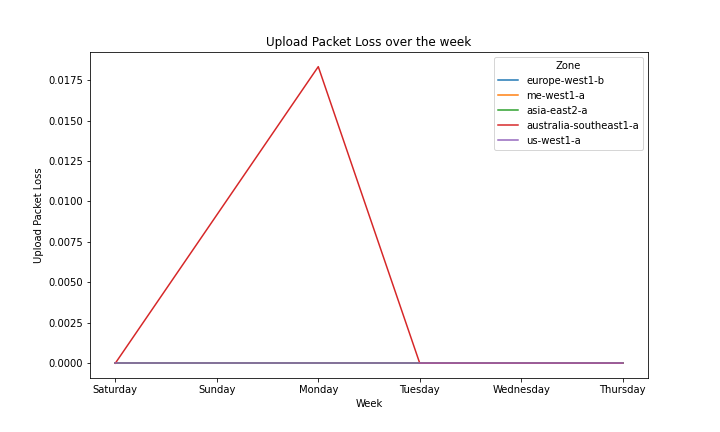 Upload Packet Loss over the week
Zone
europe-west1-b
me-west1-a
asia-east2-a
australia-southeast1-a
us-west1-a
Upload Packet Loss
0.0175
0.0150
0.0125
0.0100
0.0075
0.0050
0.0025
0.0000
Saturday Sunday Monday Tuesday Wednesday Thursday
Week